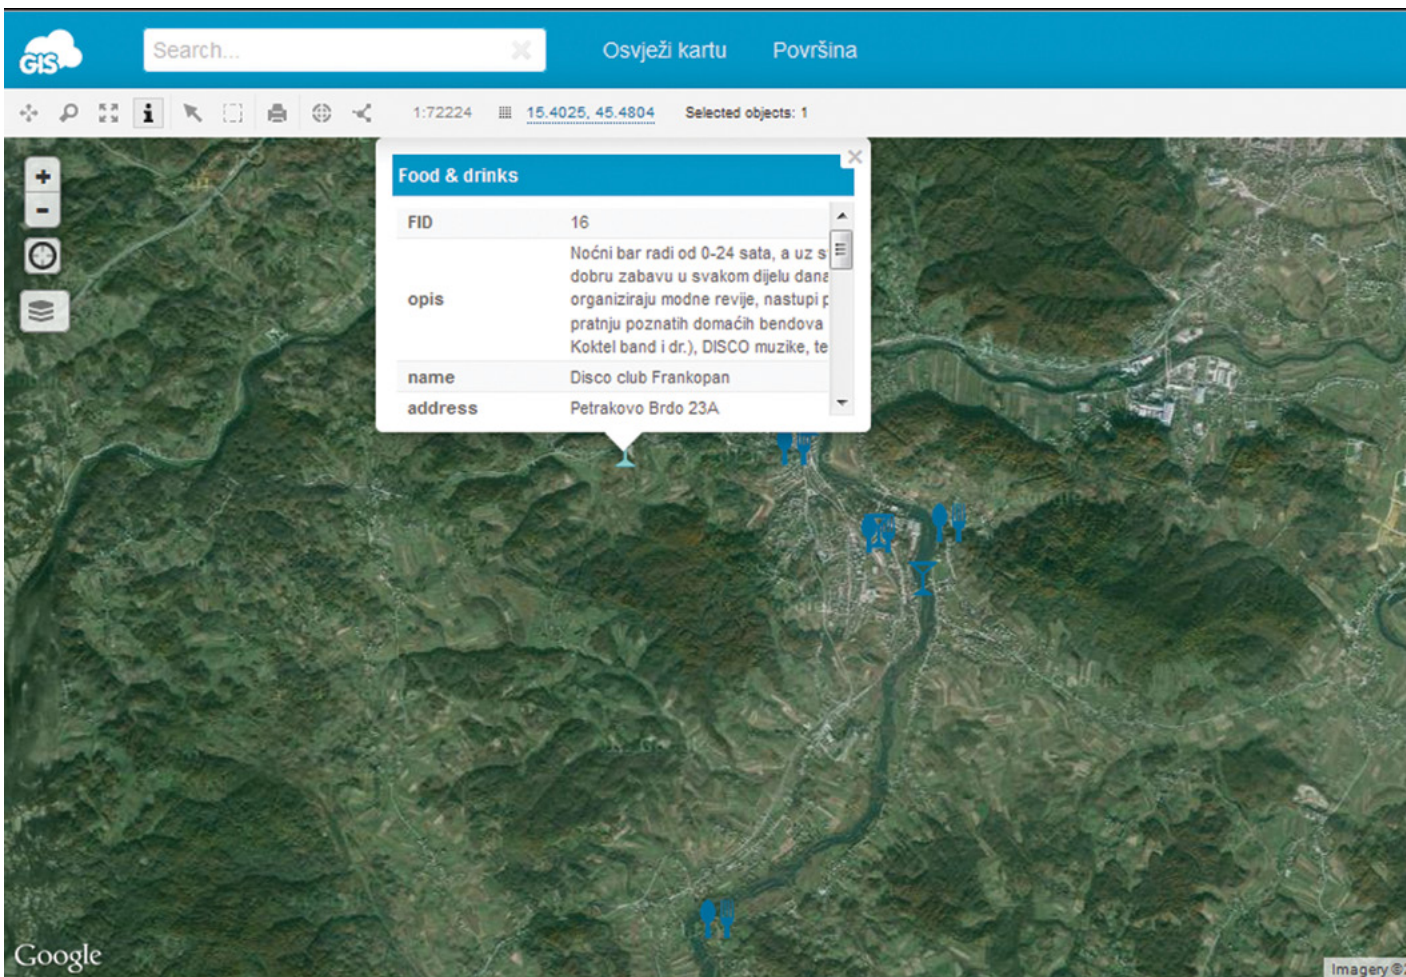 GIS
Search...
Osvježi kartu
Površina
1:72224
15.4025, 45.4804
Selected objects: 1
Food & drinks
FID
16
opis
Noćni bar radi od 0-24 sata, a uz s
dobru zabavu u svakom dijelu dana
organiziraju modne revije, nastupi p
pratnju poznatih domaćih bendova
Koktel band i dr.), DISCO muzike, te
name
Disco club Frankopan
address
Petrakovo Brdo 23A
Google
Imagery ©